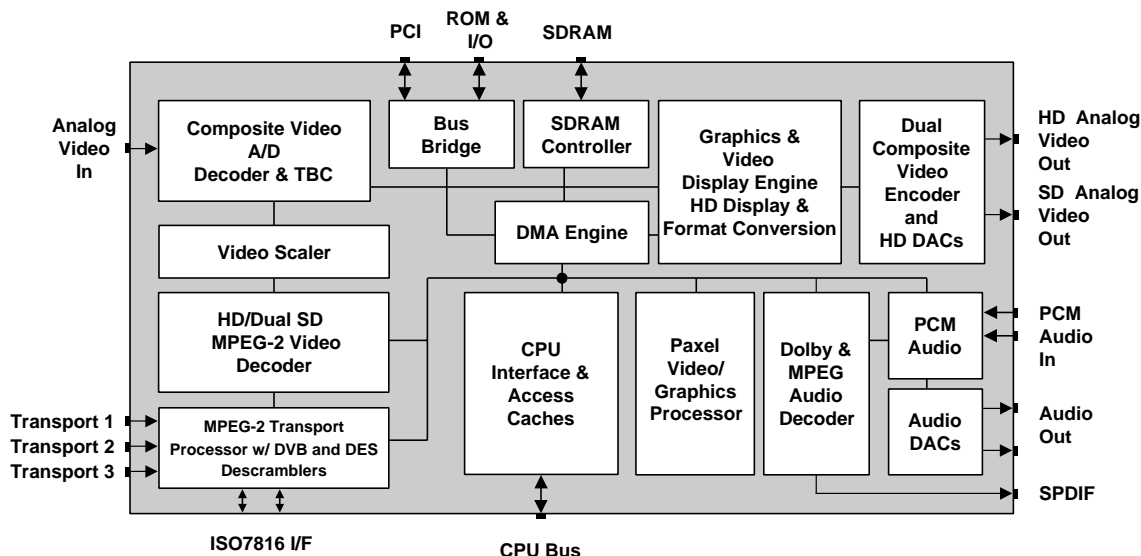 PCI
ROM &
I/O
SDRAM
Analog
Video
In
Composite Video
A/D
Decoder & TBC
Bus
Bridge
SDRAM
Controller
Graphics &
Video
Display Engine
HD Display &
Format Conversion
Dual
Composite
Video
Encoder
and
HD DACs
HD Analog
Video
Out
SD Analog
Video
Out
DMA Engine
Video Scaler
HD/Dual SD
MPEG-2 Video
Decoder
CPU
Interface &
Access
Caches
Paxel
Video/
Graphics
Processor
Dolby &
MPEG
Audio
Decoder
PCM
Audio
PCM
Audio
In
Transport 1
Transport 2
Transport 3
MPEG-2 Transport
Processor w/ DVB and DES
Descramblers
Audio
DACs
Audio
Out
SPDIF
ISO7816 I/F
CPU Bus